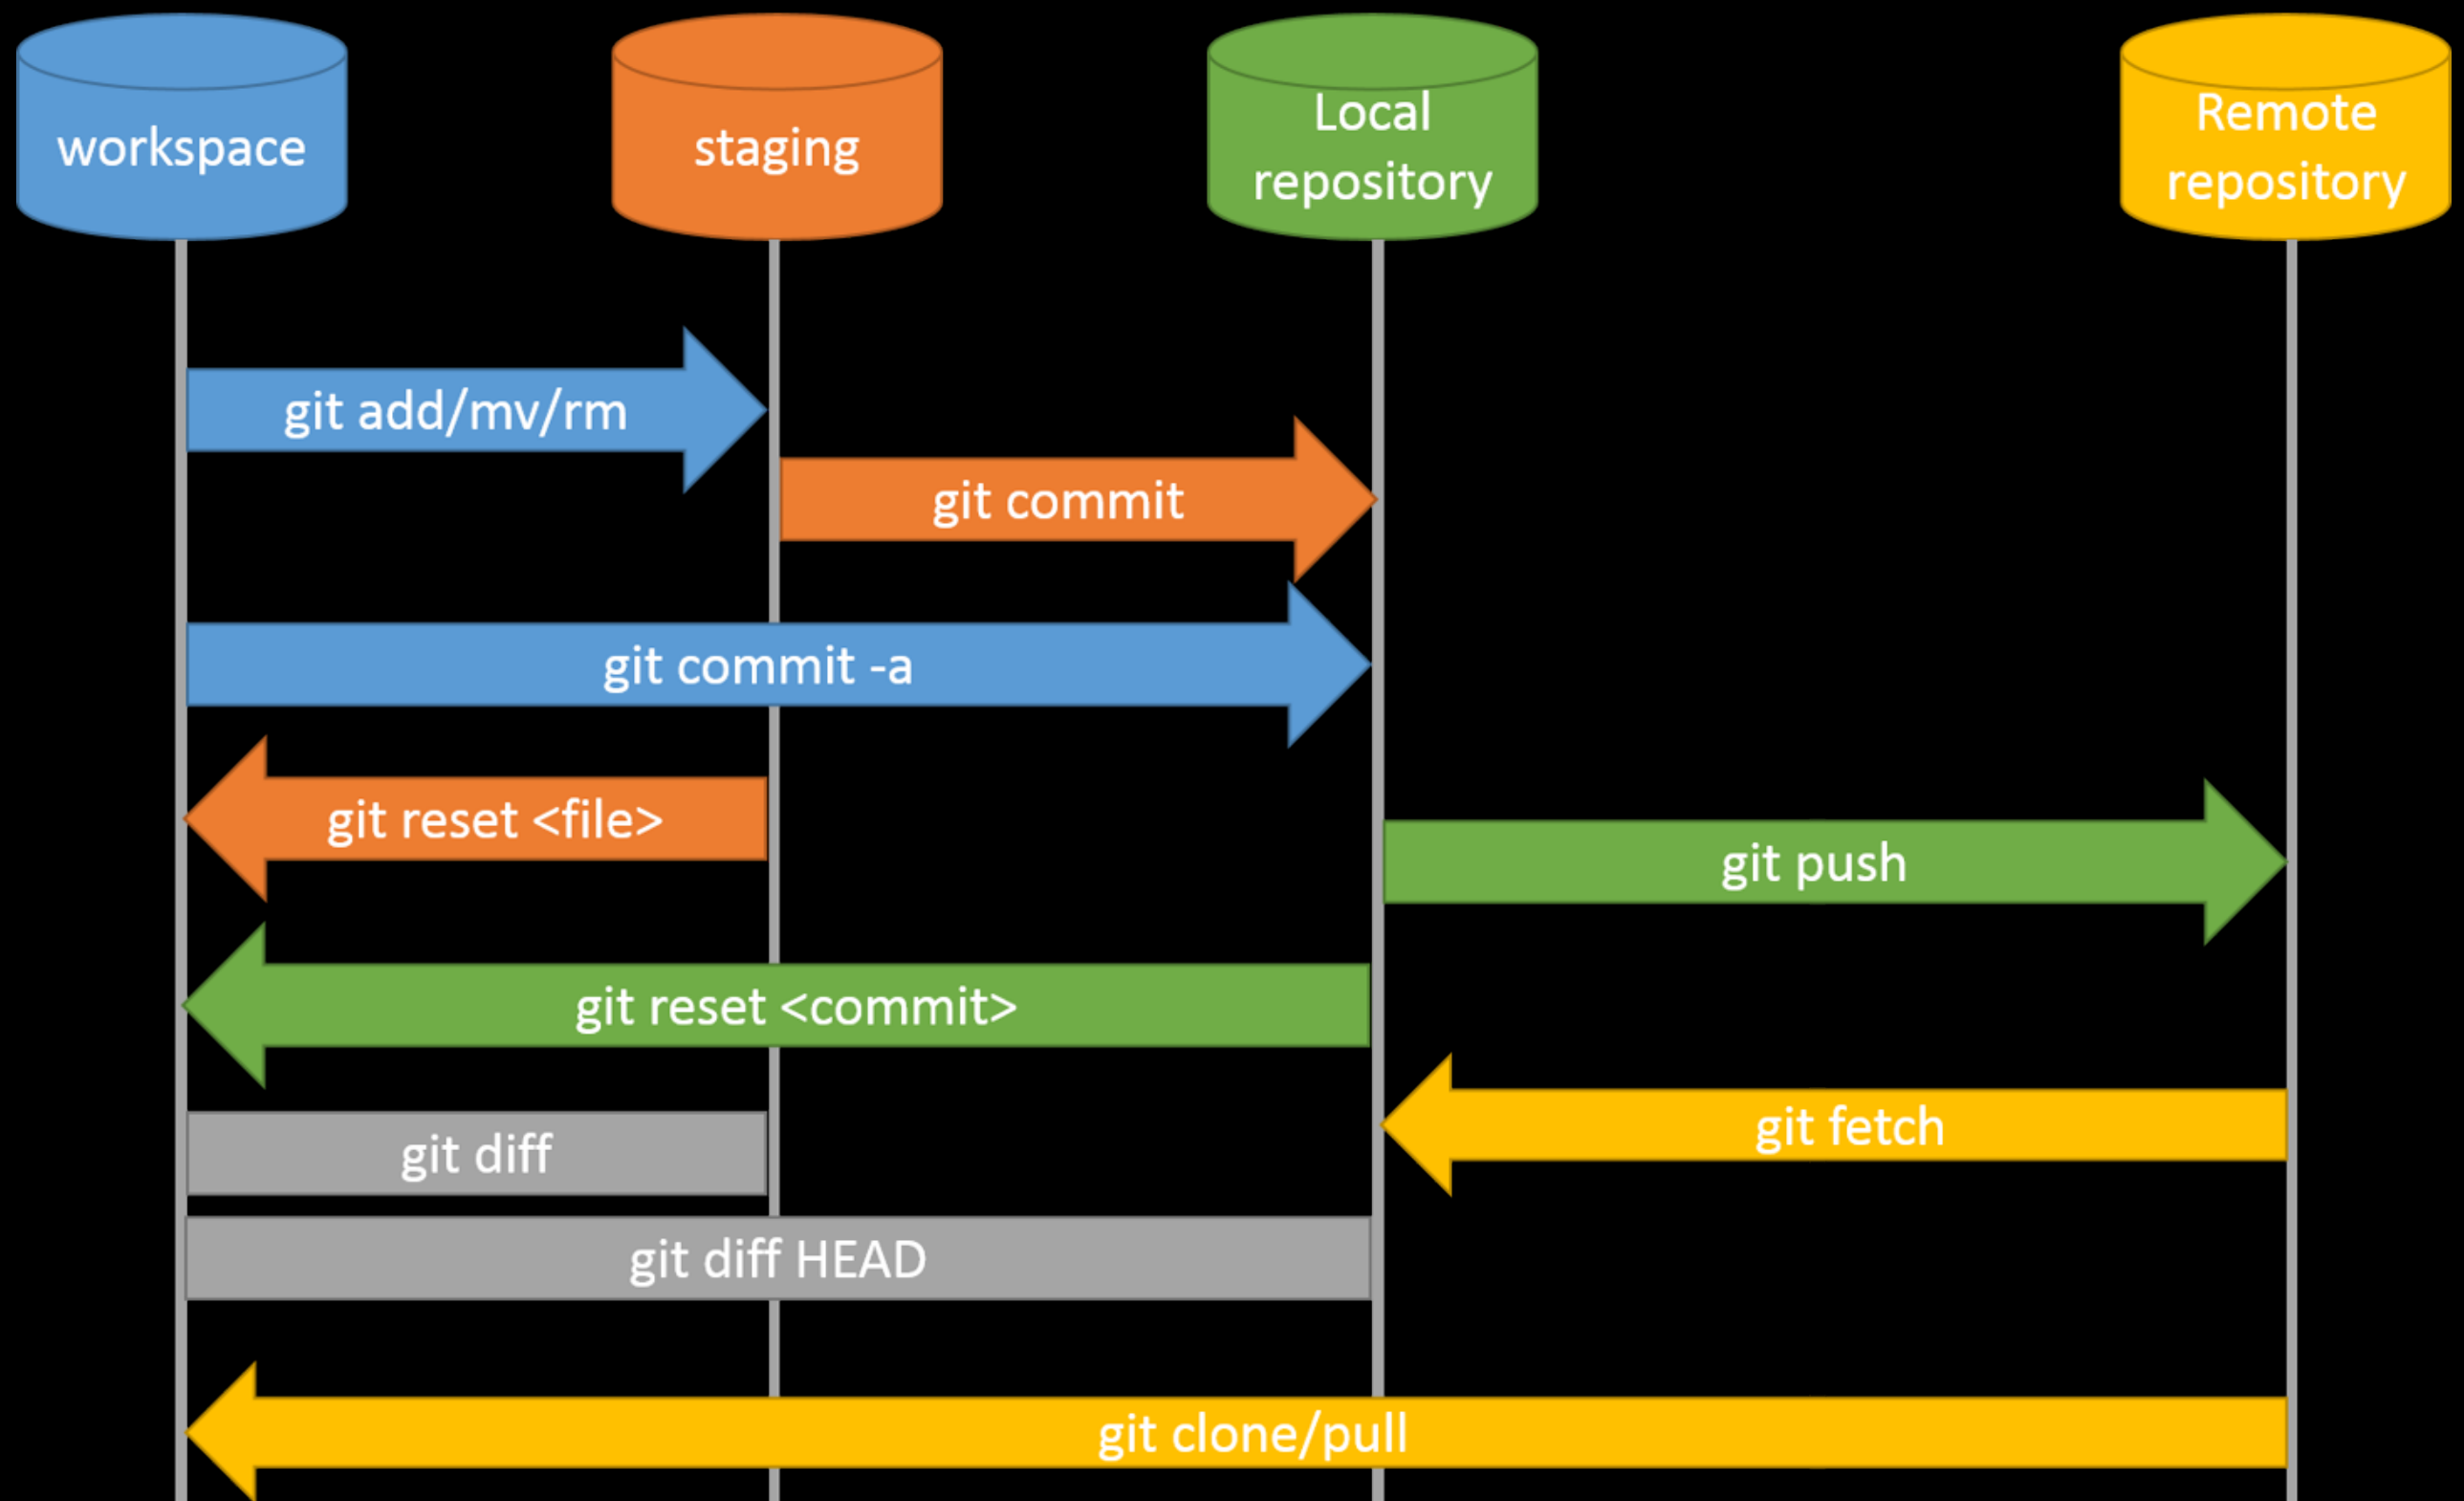 workspace
staging
Local
repository
Remote
repository
git add/mv/rm
git commit
git commit -a
git reset <file>
git push
git reset <commit>
git fetch
git diff
git diff HEAD
git clone/pull